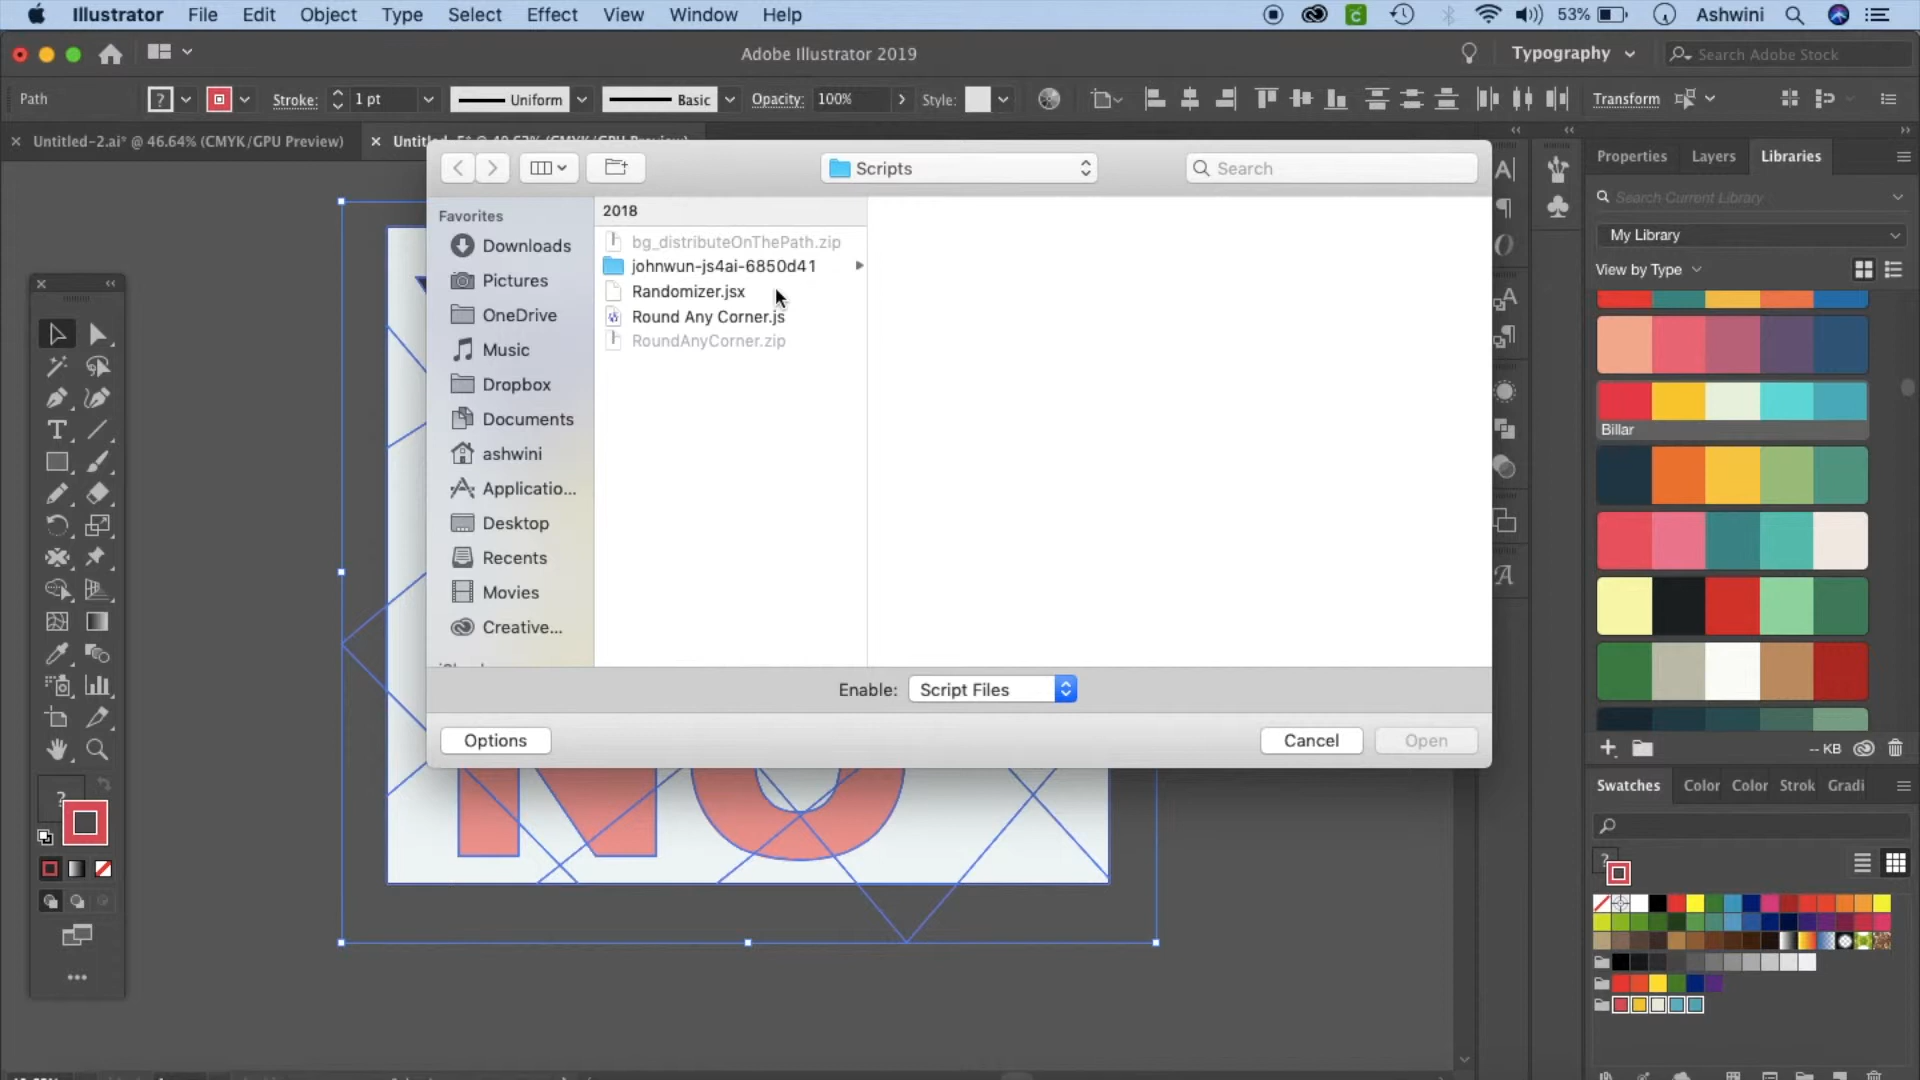 Illustrator File Edit Object Type Select Effect View Window Help 53% Ashwini
Adobe Illustrator 2019 Typography Search Adobe Stock
Path ? Stroke: 1 pt Uniform Basic Opacity: 100% Style: Transform
Untitled-2.ai* @ 46.64% (CMYK/GPU Preview)
Scripts
Search
Favorites
Downloads
Pictures
OneDrive
Music
Dropbox
Documents
ashwini
Applicatio...
Desktop
Recents
Movies
Creative...
2018
bg_distributeOnThePath.zip
johnwun-js4ai-6850d41
Randomizer.jsx
Round Any Corner.js
RoundAnyCorner.zip
Enable: Script Files
Options
Cancel
Open
NO
Properties Layers Libraries
Search Current Library
My Library
View by Type
Billar
-- KB
Swatches Color Color Strok Gradi
?
?